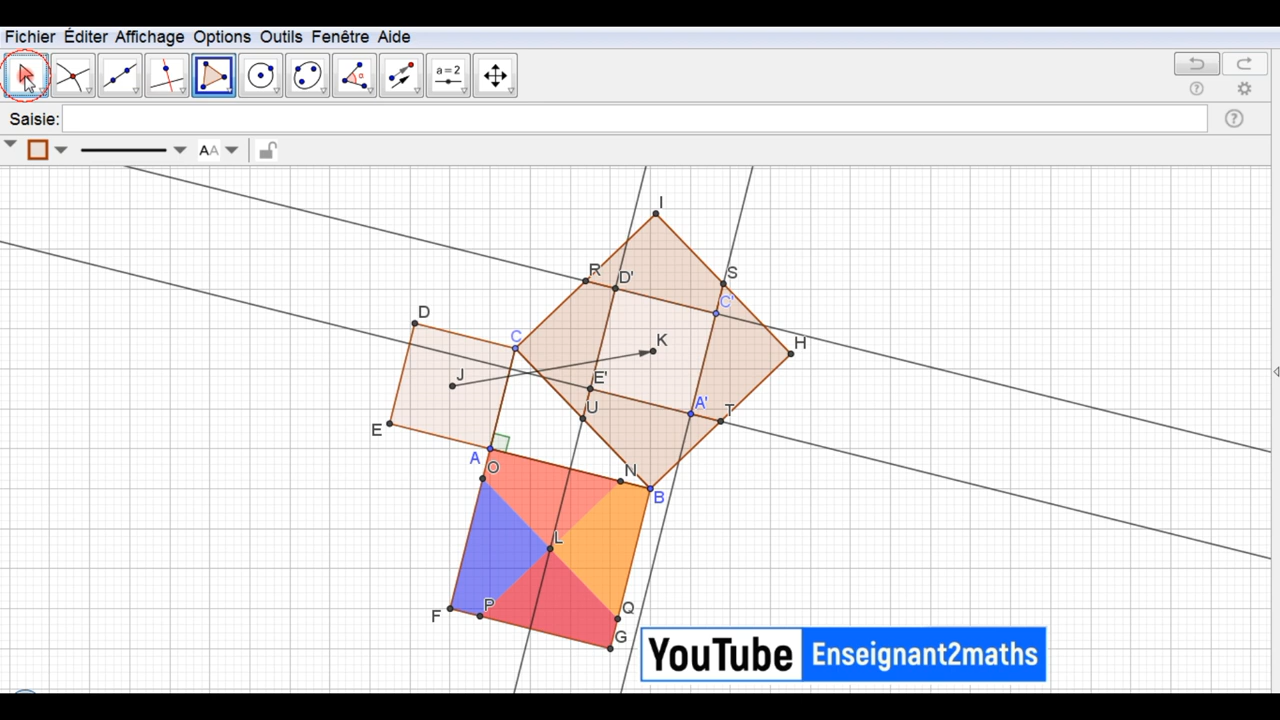 Fichier Éditer Affichage Options Outils Fenêtre Aide
a=2
Saisie:
AA
I
R
D'
S
C'
D
C
K
H
J
E'
U
A'
T
E
A
O
N
B
L
F
P
Q
G
YouTube Enseignant2maths